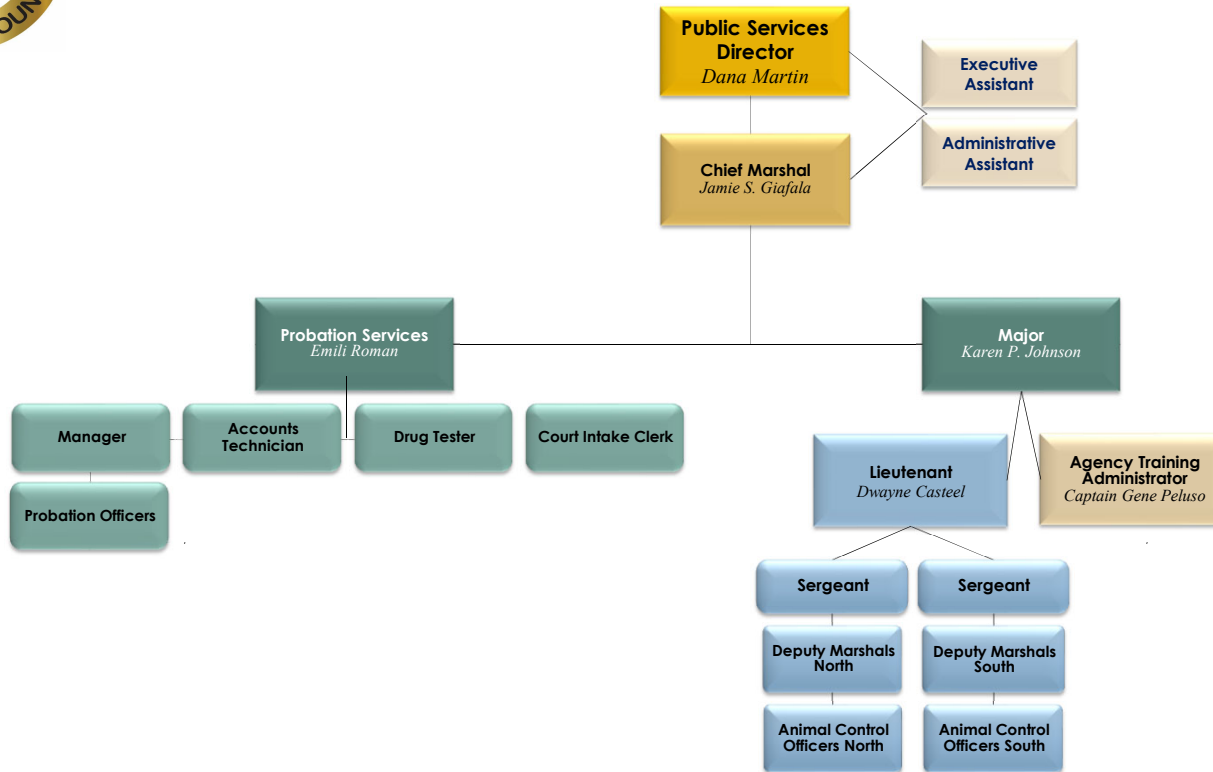 OUN
Public Services
Director
Dana Martin
Executive
Assistant
Administrative
Assistant
Chief Marshal
Jamie S. Giafala
Probation Services
Emili Roman
Major
Karen P. Johnson
Manager
Accounts
Technician
Drug Tester
Court Intake Clerk
Probation Officers
Lieutenant
Dwayne Casteel
Agency Training
Administrator
Captain Gene Peluso
Sergeant
Sergeant
Deputy Marshals
North
Deputy Marshals
South
Animal Control
Officers North
Animal Control
Officers South